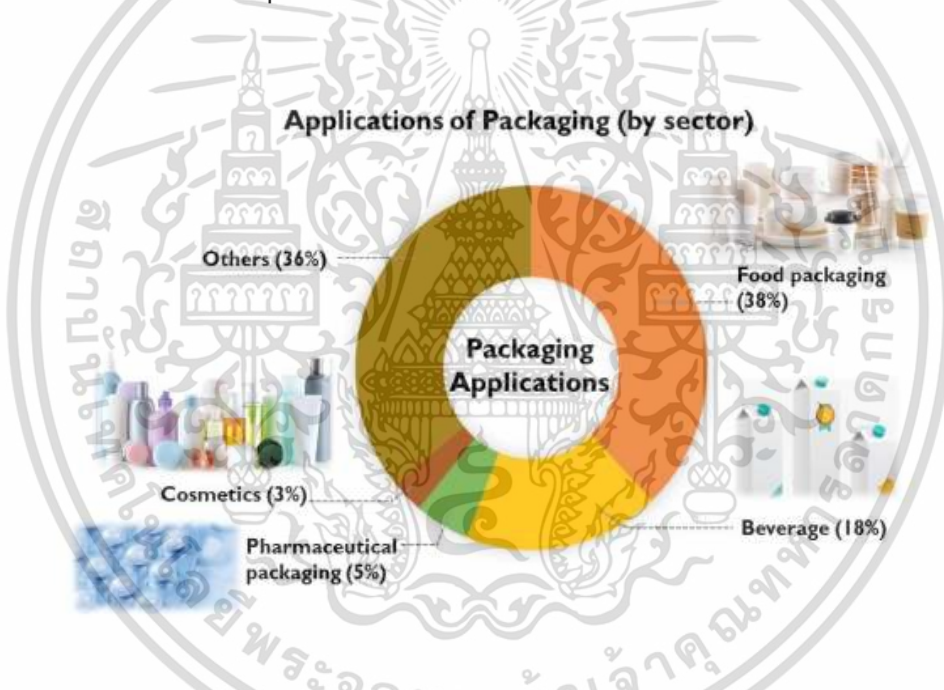 Applications of Packaging (by sector)
Others (36%)
Food packaging
(38%)
Packaging
Applications
Cosmetics (3%)
Beverage (18%)
Pharmaceutical
packaging (5%)